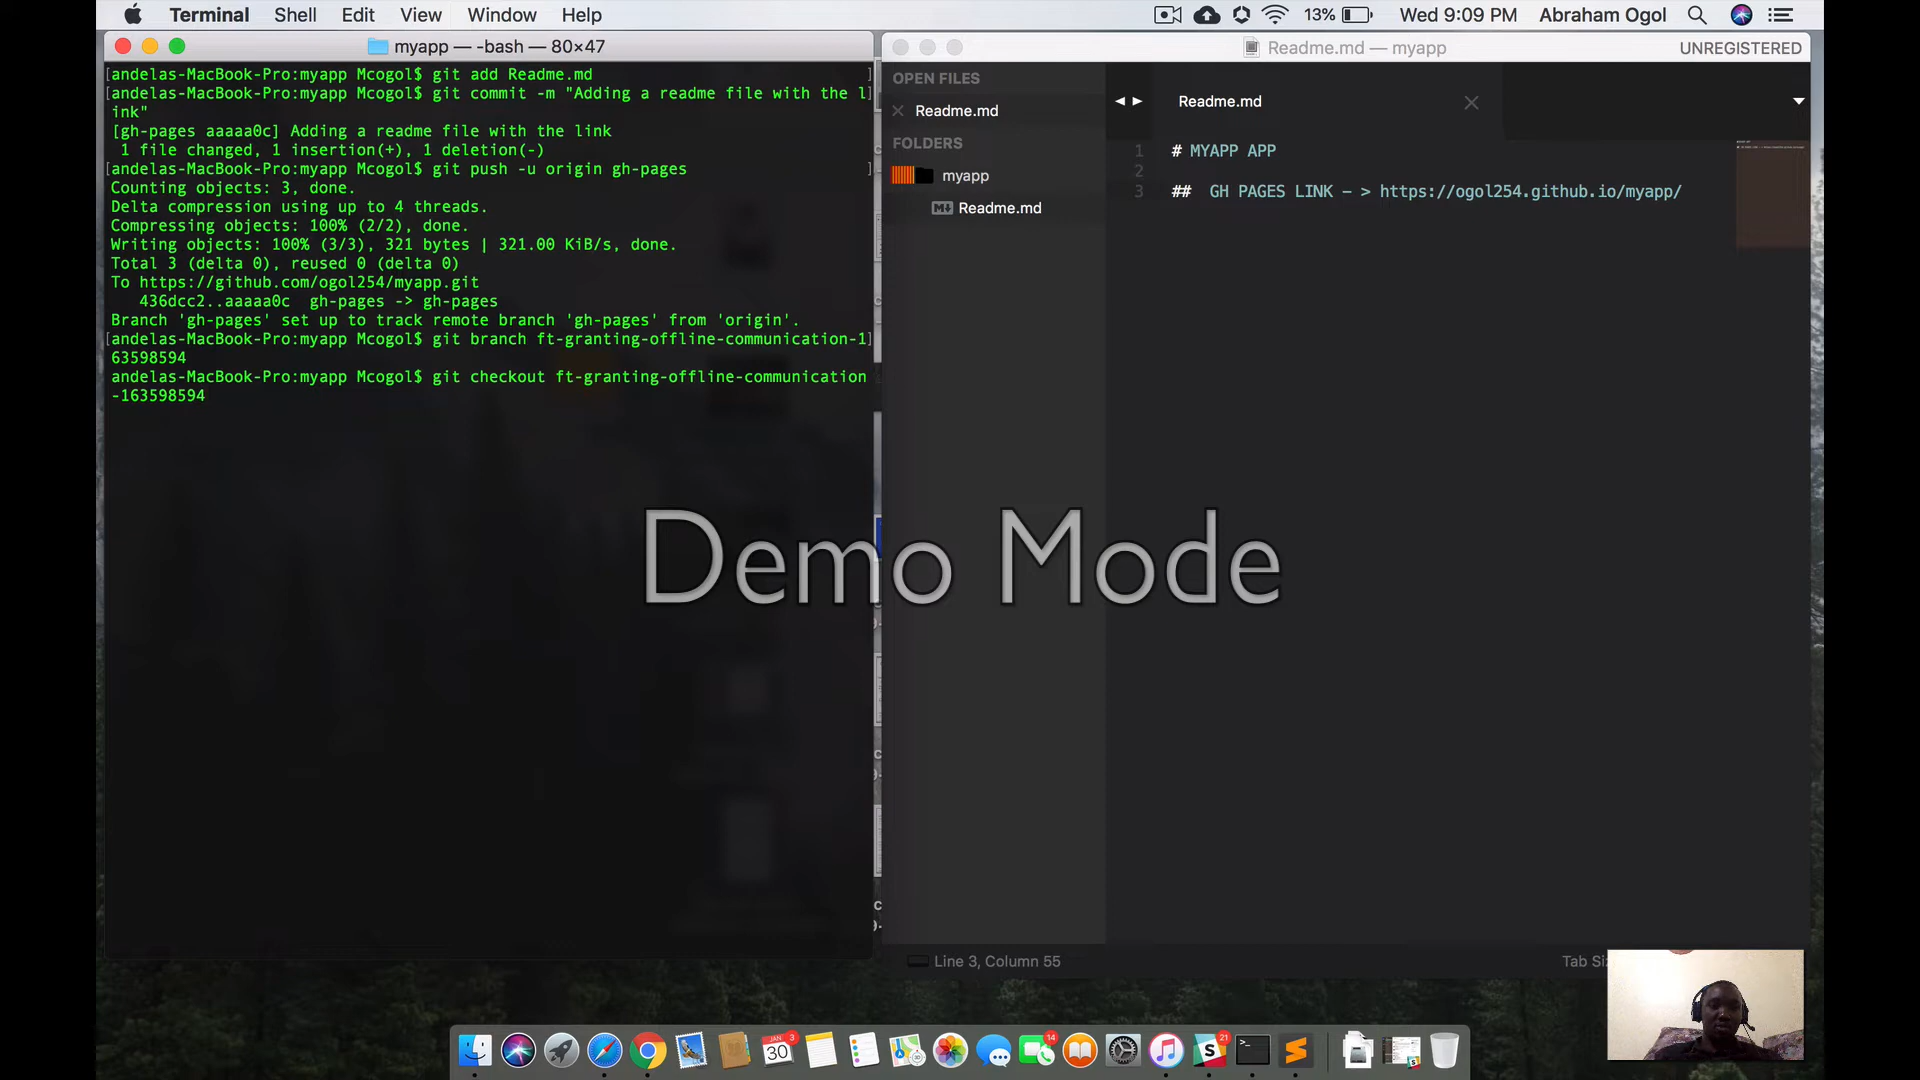 Terminal Shell Edit View Window Help 13% Wed 9:09 PM Abraham Ogol
myapp — -bash — 80×47
[andelas-MacBook-Pro:myapp Mcogol$ git add Readme.md ]
[andelas-MacBook-Pro:myapp Mcogol$ git commit -m "Adding a readme file with the l]
ink"
[gh-pages aaaaa0c] Adding a readme file with the link
1 file changed, 1 insertion(+), 1 deletion(-)
[andelas-MacBook-Pro:myapp Mcogol$ git push -u origin gh-pages ]
Counting objects: 3, done.
Delta compression using up to 4 threads.
Compressing objects: 100% (2/2), done.
Writing objects: 100% (3/3), 321 bytes | 321.00 KiB/s, done.
Total 3 (delta 0), reused 0 (delta 0)
To https://github.com/ogol254/myapp.git
436dcc2..aaaaa0c gh-pages -> gh-pages
Branch 'gh-pages' set up to track remote branch 'gh-pages' from 'origin'.
[andelas-MacBook-Pro:myapp Mcogol$ git branch ft-granting-offline-communication-1]
63598594
andelas-MacBook-Pro:myapp Mcogol$ git checkout ft-granting-offline-communication
-163598594
Readme.md — myapp UNREGISTERED
OPEN FILES
Readme.md
FOLDERS
myapp
Readme.md
Readme.md
1 # MYAPP APP
2
3 ## GH PAGES LINK - > https://ogol254.github.io/myapp/
Demo Mode
Line 3, Column 55
Tab
JAN
30
3
14
21